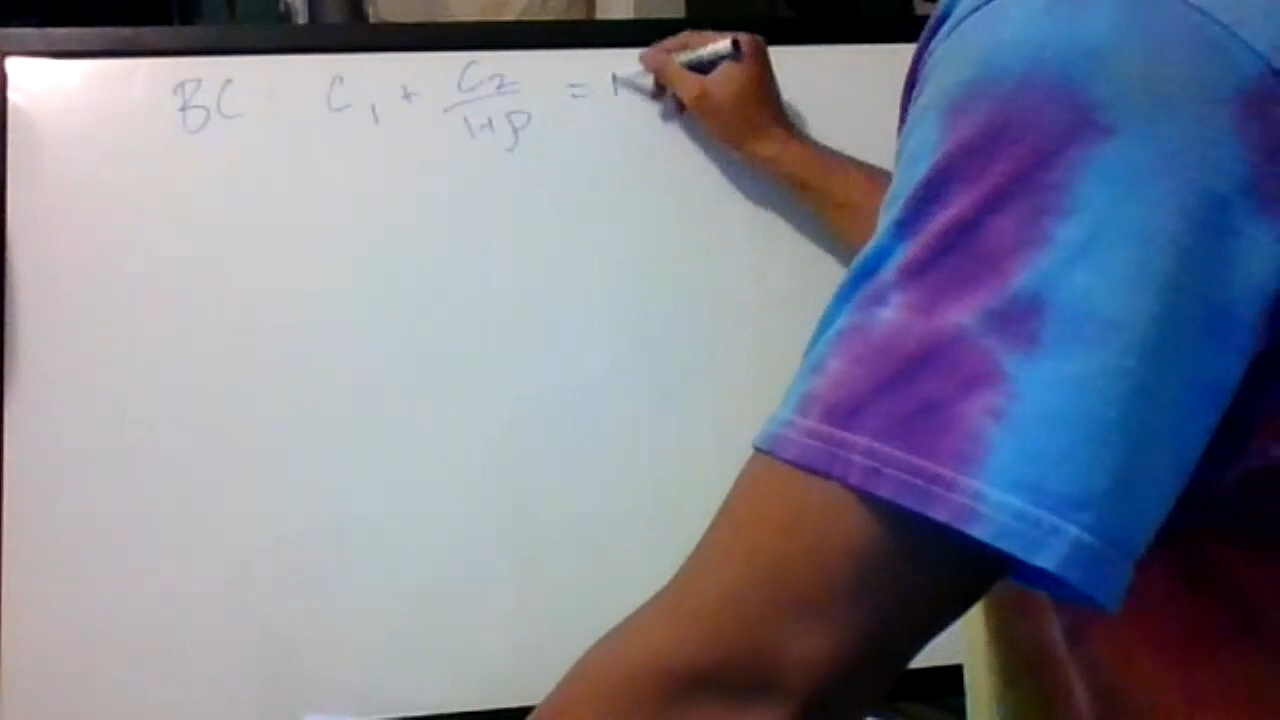 BC C₁ + C₂/1+ρ =